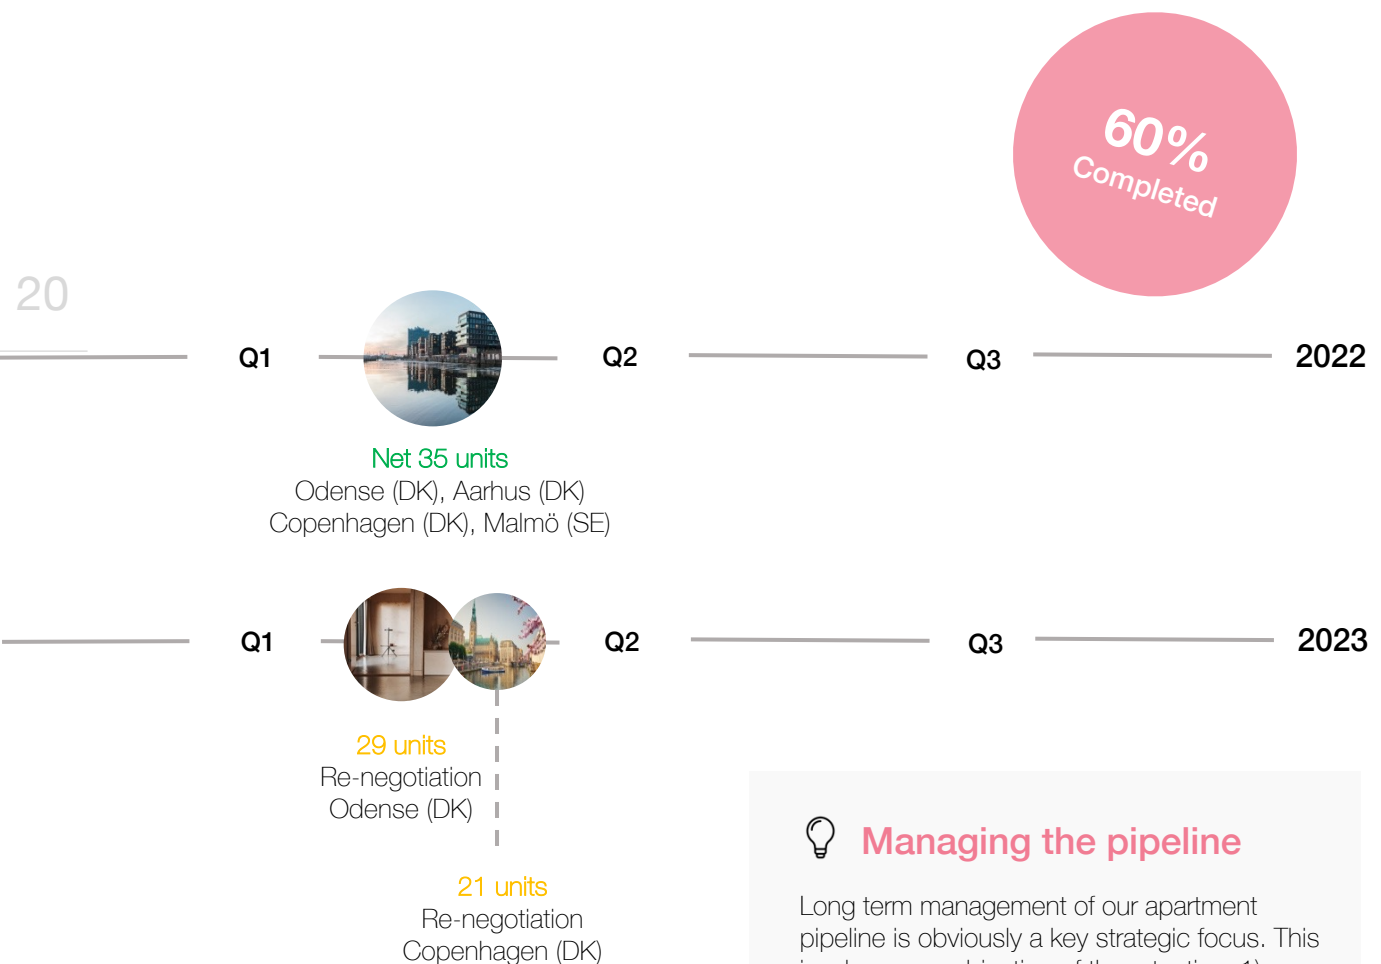 60%
Completed
20
Q1
Q2
Q3
2022
Net 35 units
Odense (DK), Aarhus (DK)
Copenhagen (DK), Malmö (SE)
Q1
Q2
Q3
2023
29 units
Re-negotiation
Odense (DK)
21 units
Re-negotiation
Copenhagen (DK)
Managing the pipeline
Long term management of our apartment
pipeline is obviously a key strategic focus. This